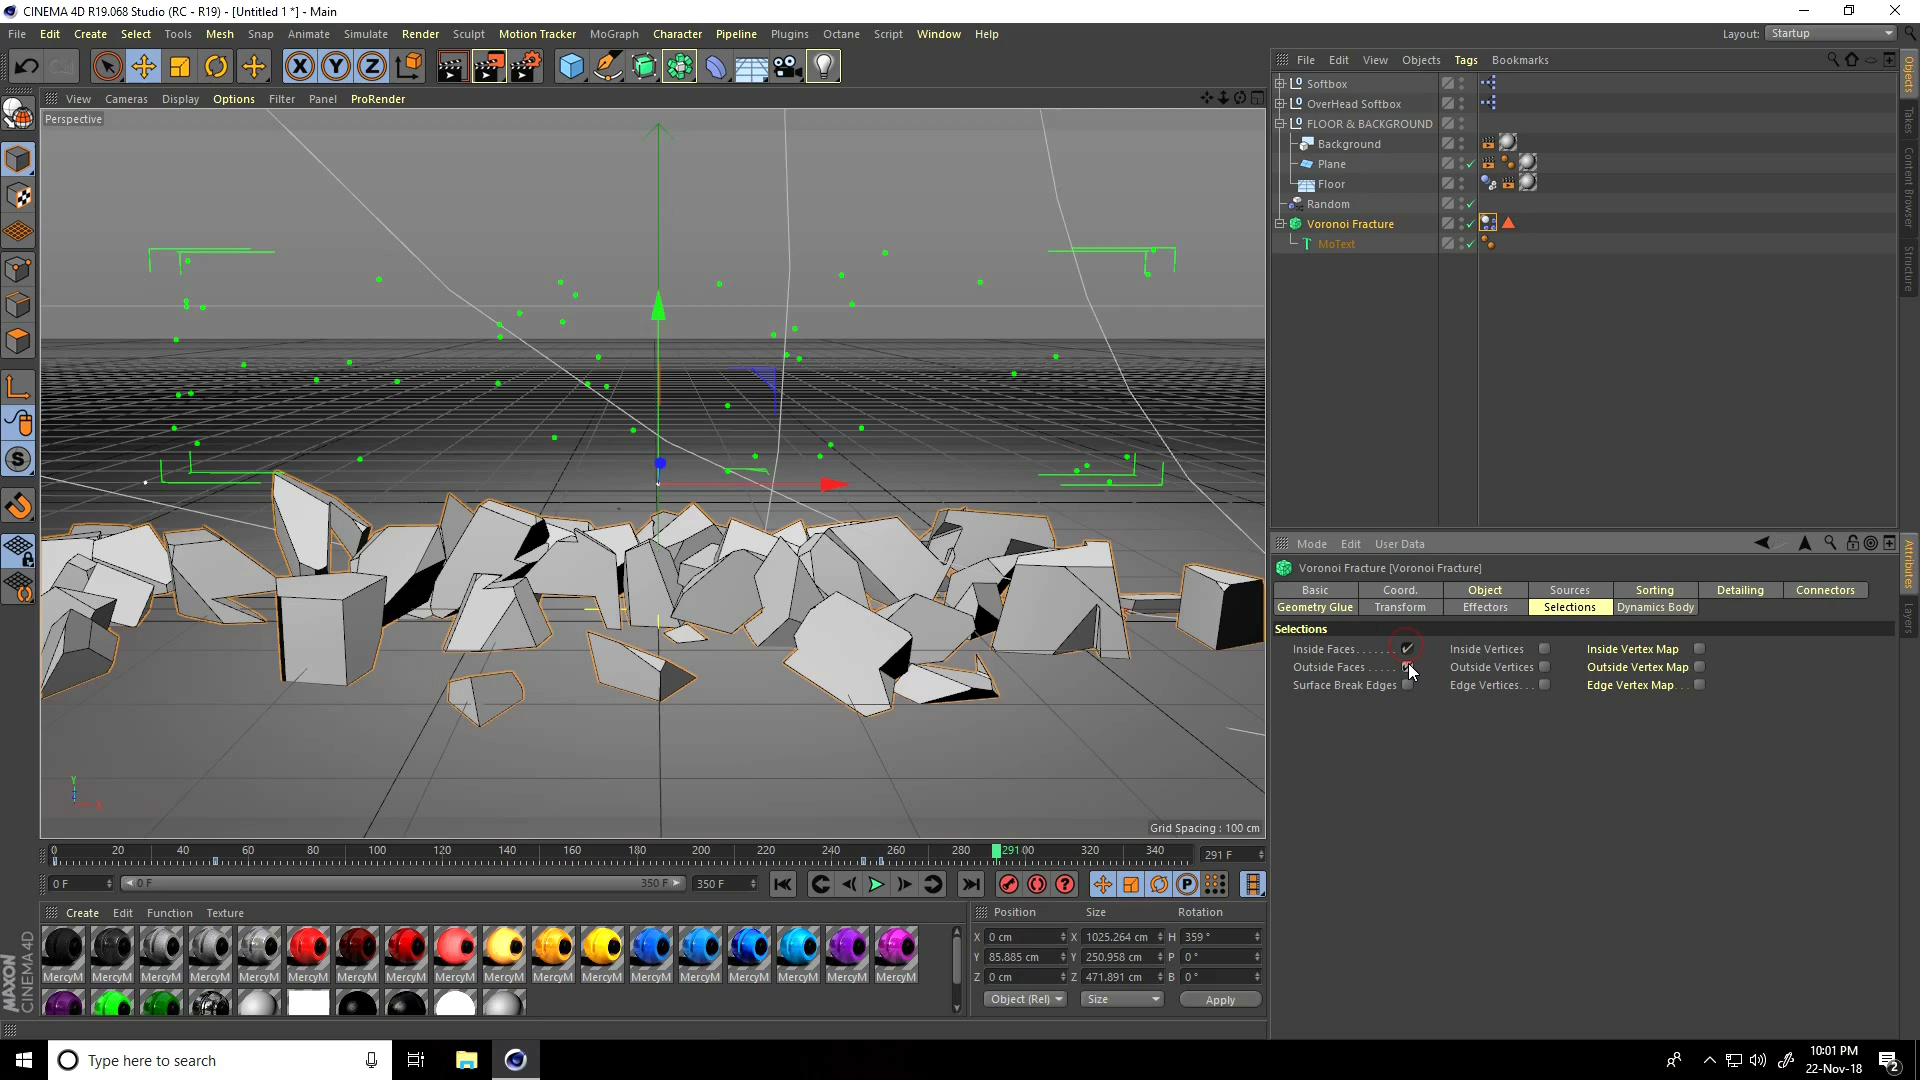 CINEMA 4D R19.068 Studio (RC - R19) - [Untitled 1 *] - Main
File Edit Create Select Tools Mesh Snap Animate Simulate Render Sculpt Motion Tracker MoGraph Character Pipeline Plugins Octane Script Window Help
Layout: Startup
View Cameras Display Options Filter Panel ProRender
Perspective
Grid Spacing : 100 cm
File Edit View Objects Tags Bookmarks
Softbox
OverHead Softbox
FLOOR & BACKGROUND
Background
Plane
Floor
Random
Voronoi Fracture
MoText
Objects
Takes
Content Browser
Structure
Mode Edit User Data
Voronoi Fracture [Voronoi Fracture]
Basic Coord. Object Sources Sorting Detailing Connectors
Geometry Glue Transform Effectors Selections Dynamics Body
Selections
Inside Faces Inside Vertices Inside Vertex Map
Outside Faces Outside Vertices Outside Vertex Map
Surface Break Edges Edge Vertices Edge Vertex Map
Attributes
Layers
0 20 40 60 80 100 120 140 160 180 200 220 240 260 280 29100 320 340
291 F
0 F 0 F 350 F 350 F
Create Edit Function Texture
MercyM MercyM MercyM MercyM MercyM MercyM MercyM MercyM MercyM MercyM MercyM MercyM MercyM MercyM MercyM MercyM MercyM MercyM
Position Size Rotation
X 0 cm X 1025.264 cm H 359 °
Y 85.885 cm Y 250.958 cm P 0 °
Z 0 cm Z 471.891 cm B 0 °
Object (Rel) Size Apply
MAXON
CINEMA 4D
Type here to search
10:01 PM
22-Nov-18
2